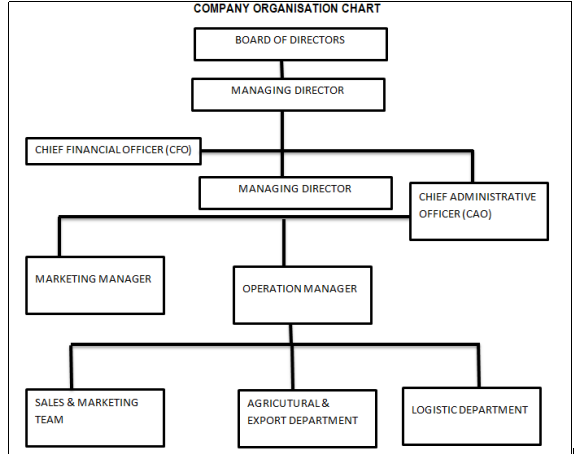 COMPANY ORGANISATION CHART
BOARD OF DIRECTORS
MANAGING DIRECTOR
CHIEF FINANCIAL OFFICER (CFO)
MANAGING DIRECTOR
CHIEF ADMINISTRATIVE
OFFICER (CAO)
MARKETING MANAGER
OPERATION MANAGER
SALES & MARKETING
TEAM
AGRICUTURAL &
EXPORT DEPARTMENT
LOGISTIC DEPARTMENT